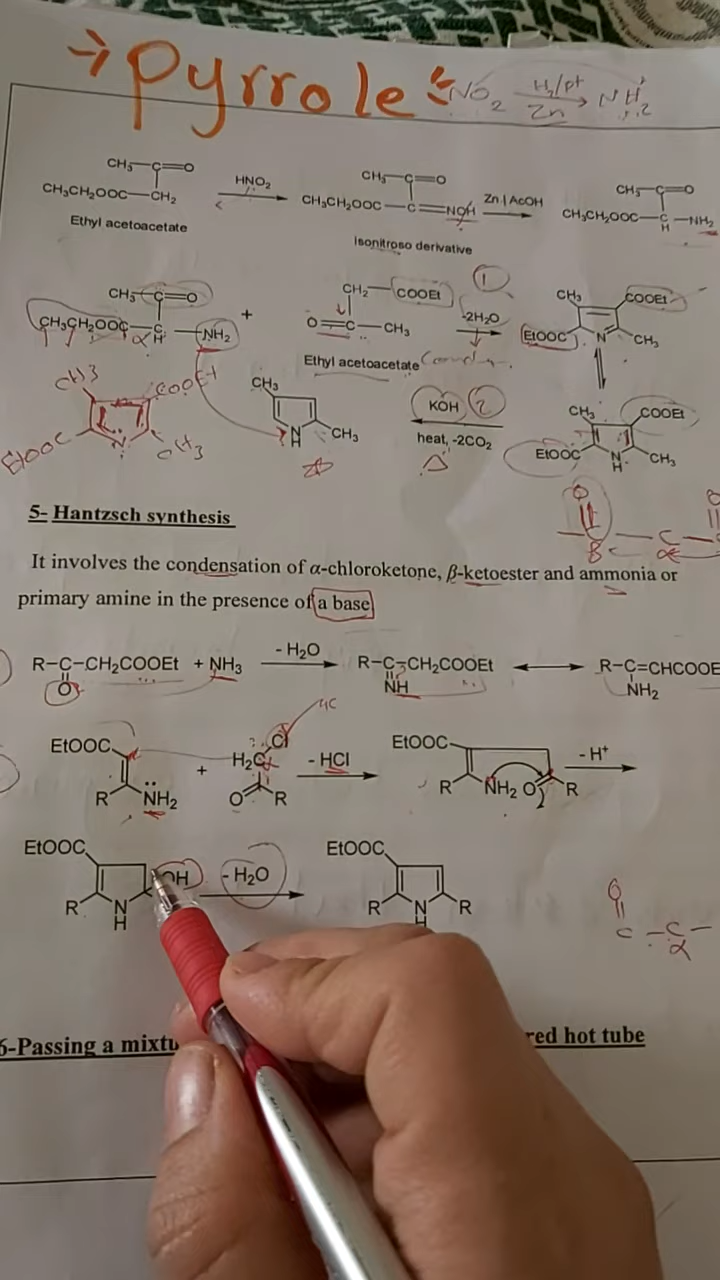 → Pyrrole
NO2 H2/pt Zn → NH2
CH3—C=O
CH3CH2OOC—CH2
Ethyl acetoacetate
HNO2
CH3—C=O
CH3CH2OOC—C=NOH
Isonitroso derivative
Zn | AcOH
CH3—C=O
CH3CH2OOC—C—NH2
H
CH3—C=O
CH3CH2OOC—C—NH2
α H
+
CH2—COOEt
O=C—CH3
Ethyl acetoacetate
1
-2H2O
CH3 COOEt
EtOOC N CH3
CH3 COOEt
EtOOC N CH3
H
KOH 2
heat, -2CO2
Δ
CH3
N CH3
H
CH3 COOEt
EtOOC N CH3
5- Hantzsch synthesis
O
β C α
It involves the condensation of α-chloroketone, β-ketoester and ammonia or
primary amine in the presence of a base
R–C–CH2COOEt + NH3 - H2O R–C–CH2COOEt ↔ R–C=CHCOOE
O NH NH2
EtOOC
R NH2
+
Cl
H2C
O R
- HCl
EtOOC
R NH2 O R
- H+
EtOOC
OH
R N
H
- H2O
EtOOC
R N R
H
O
C – C –
α
6-Passing a mixtu
red hot tube